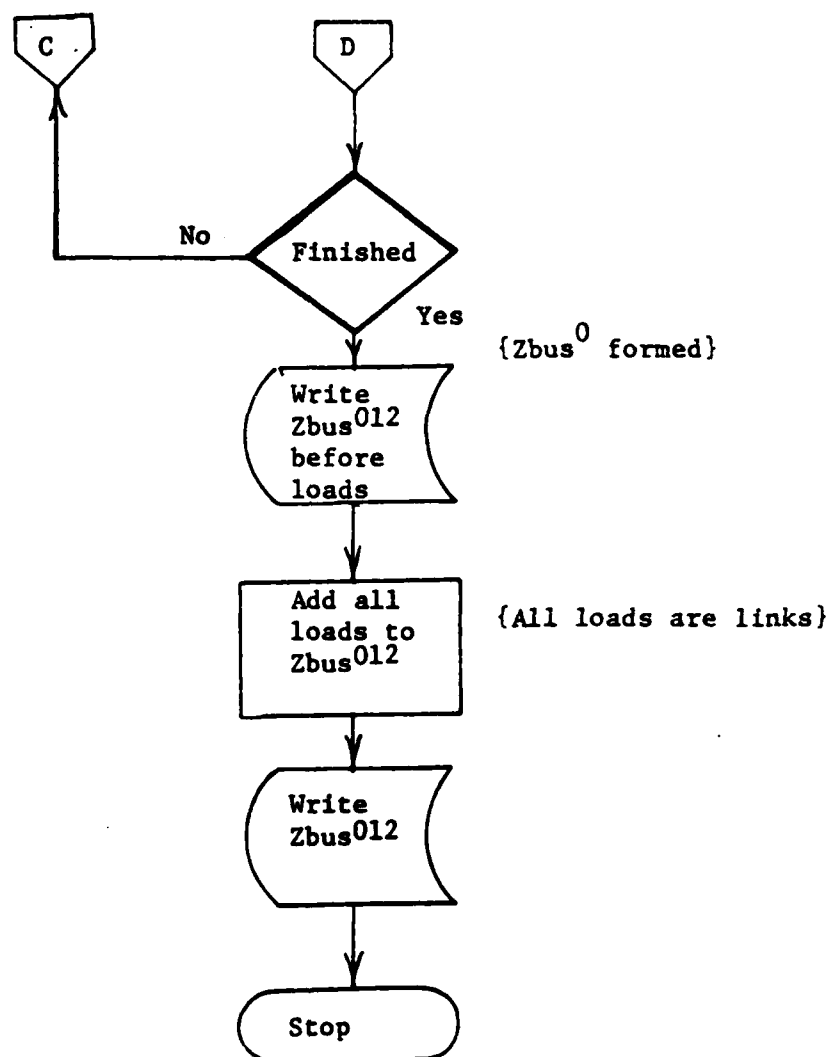 C
D
No
Finished
Yes
{Zbus⁰ formed}
Write
Zbus⁰¹²
before
loads
Add all
loads to
Zbus⁰¹²
{All loads are links}
Write
Zbus⁰¹²
Stop